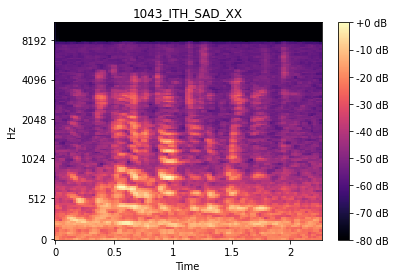 1043_ITH_SAD_XX
8192
4096
2048
1024
512
0
Hz
0 0.5 1 1.5 2
Time
+0 dB
-10 dB
-20 dB
-30 dB
-40 dB
-50 dB
-60 dB
-70 dB
-80 dB